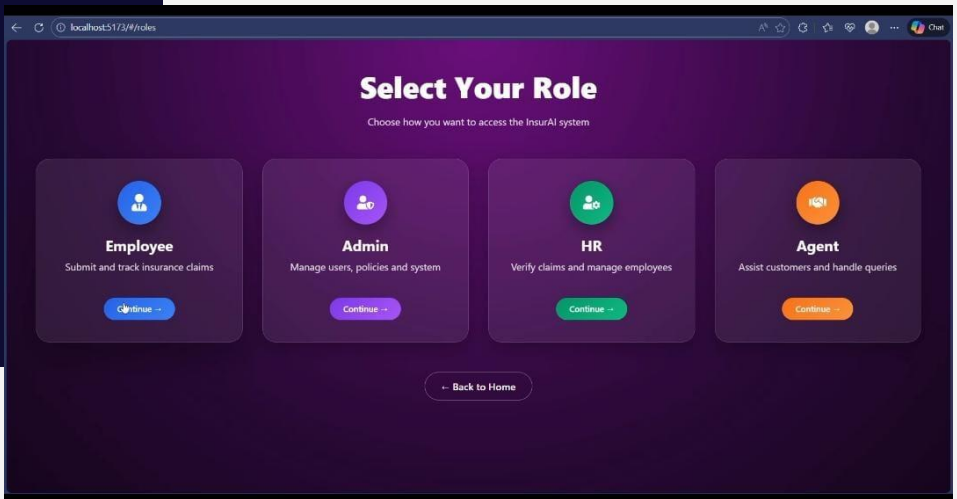 localhost:5173/#/roles
Chat
Select Your Role
Choose how you want to access the InsurAI system
Employee
Submit and track insurance claims
Continue →
Admin
Manage users, policies and system
Continue →
HR
Verify claims and manage employees
Continue →
Agent
Assist customers and handle queries
Continue →
← Back to Home